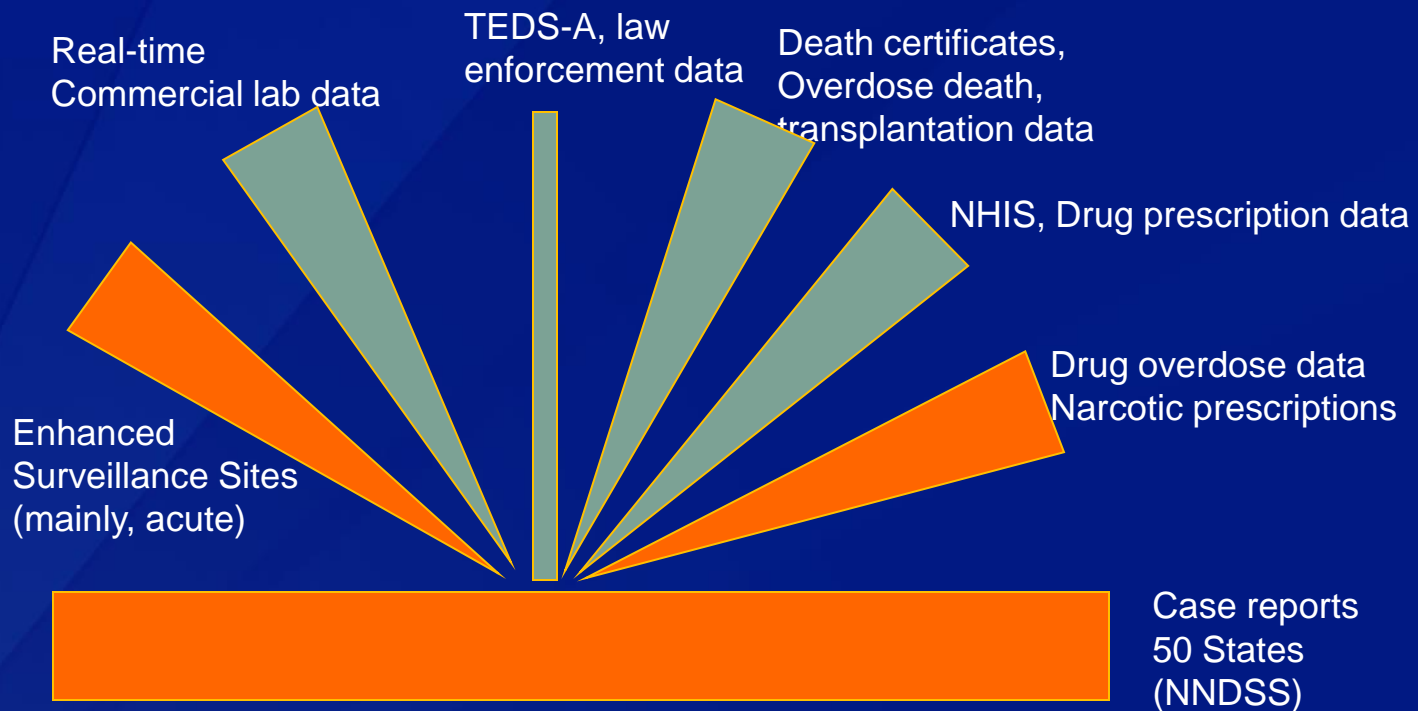 Real-time
Commercial lab data
TEDS-A, law
enforcement data
Death certificates,
Overdose death,
transplantation data
NHIS, Drug prescription data
Drug overdose data
Narcotic prescriptions
Enhanced
Surveillance Sites
(mainly, acute)
Case reports
50 States
(NNDSS)